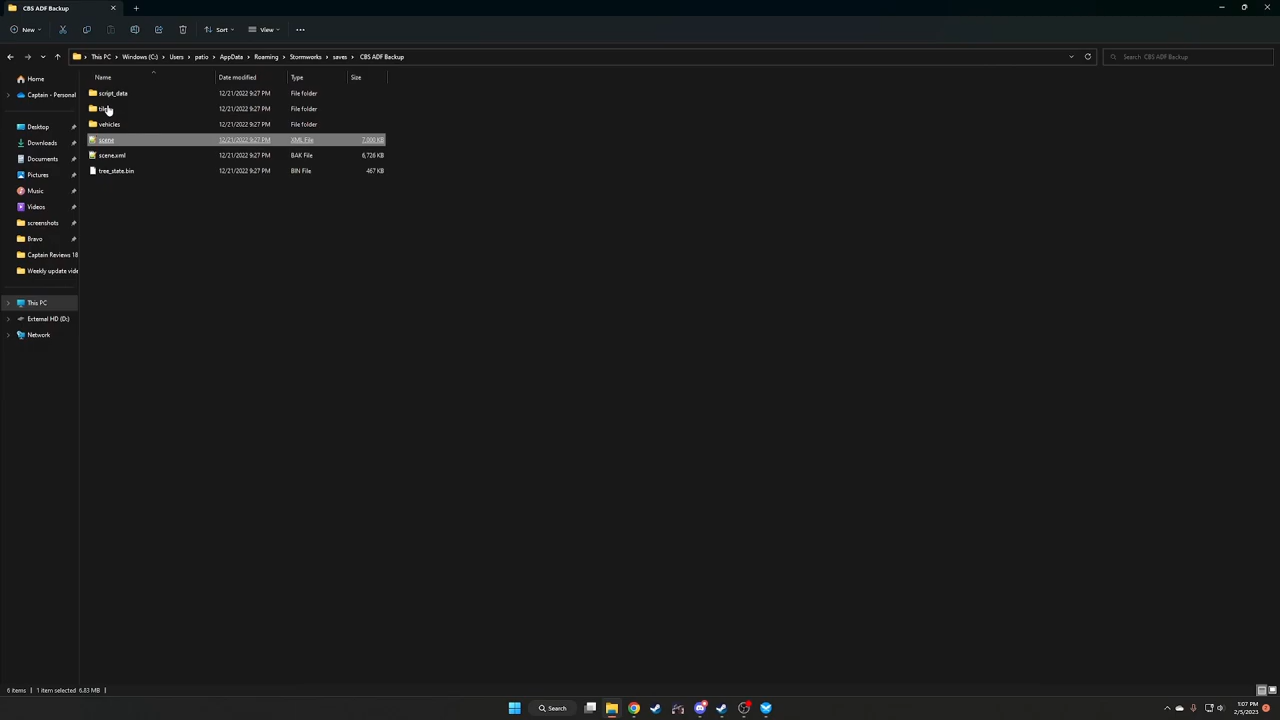 CBS ADF Backup
New
Sort
View
This PC
Windows (C:)
Users
patio
AppData
Roaming
Stormworks
saves
CBS ADF Backup
Search CBS ADF Backup
Home
Captain - Personal
Desktop
Downloads
Documents
Pictures
Music
Videos
screenshots
Bravo
Captain Reviews 18
Weekly update vide
This PC
External HD (D:)
Network
Name Date modified Type Size
script_data 12/21/2022 9:27 PM File folder
12/21/2022 9:27 PM File folder
vehicles 12/21/2022 9:27 PM File folder
scene 12/21/2022 9:27 PM XML File
scene.xml 12/21/2022 9:27 PM BAK File 6,726 KB
tree_state.bin 12/21/2022 9:27 PM BIN File 467 KB
6 items 1 item selected 6.83 MB
Search
1:07 PM
2/5/2023